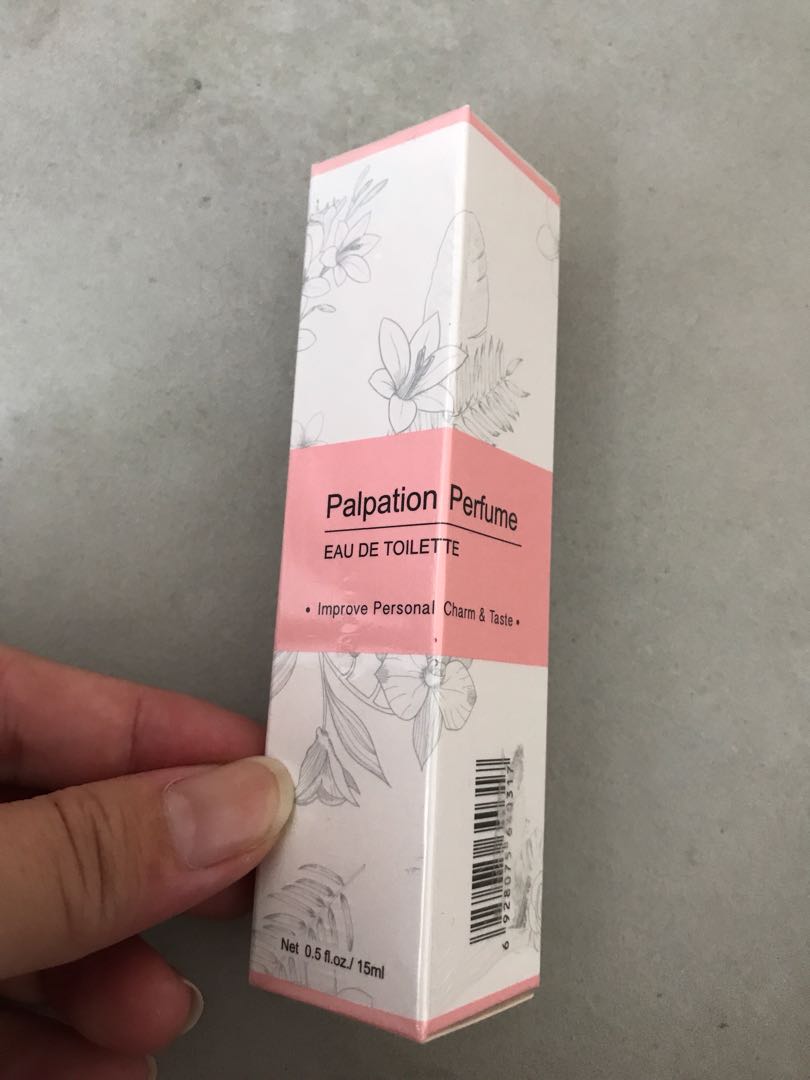 Palpation Perfume
EAU DE TOILETTE
• Improve Personal Charm & Taste •
Net 0.5 fl.oz./ 15ml